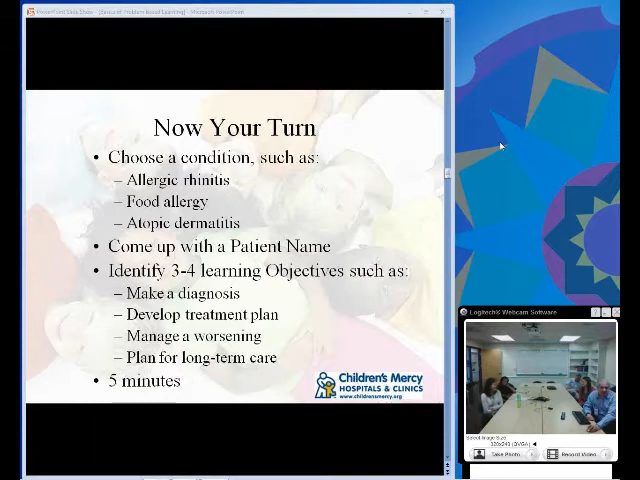 PowerPoint Slide Show - [Basics of Problem Based Learning] - Microsoft PowerPoint
Now Your Turn
• Choose a condition, such as:
– Allergic rhinitis
– Food allergy
– Atopic dermatitis
• Come up with a Patient Name
• Identify 3-4 learning Objectives such as:
– Make a diagnosis
– Develop treatment plan
– Manage a worsening
– Plan for long-term care
• 5 minutes
Children's Mercy
HOSPITALS & CLINICS
www.childrensmercy.org
Logitech® Webcam Software
Select Image Size
320x240 (QVGA)
Take Photo
Record Video